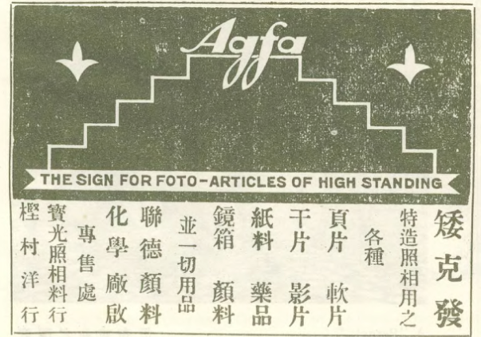 Agfa
THE SIGN FOR FOTO-ARTICLES OF HIGH STANDING
矮克發
特造照相用之
各種
頁片 軟片
干片 影片
紙料 藥品
鏡箱 顏料
並一切用品
聯德顏料
化學廠啟
專售處
寶光照相料行
樫村洋行